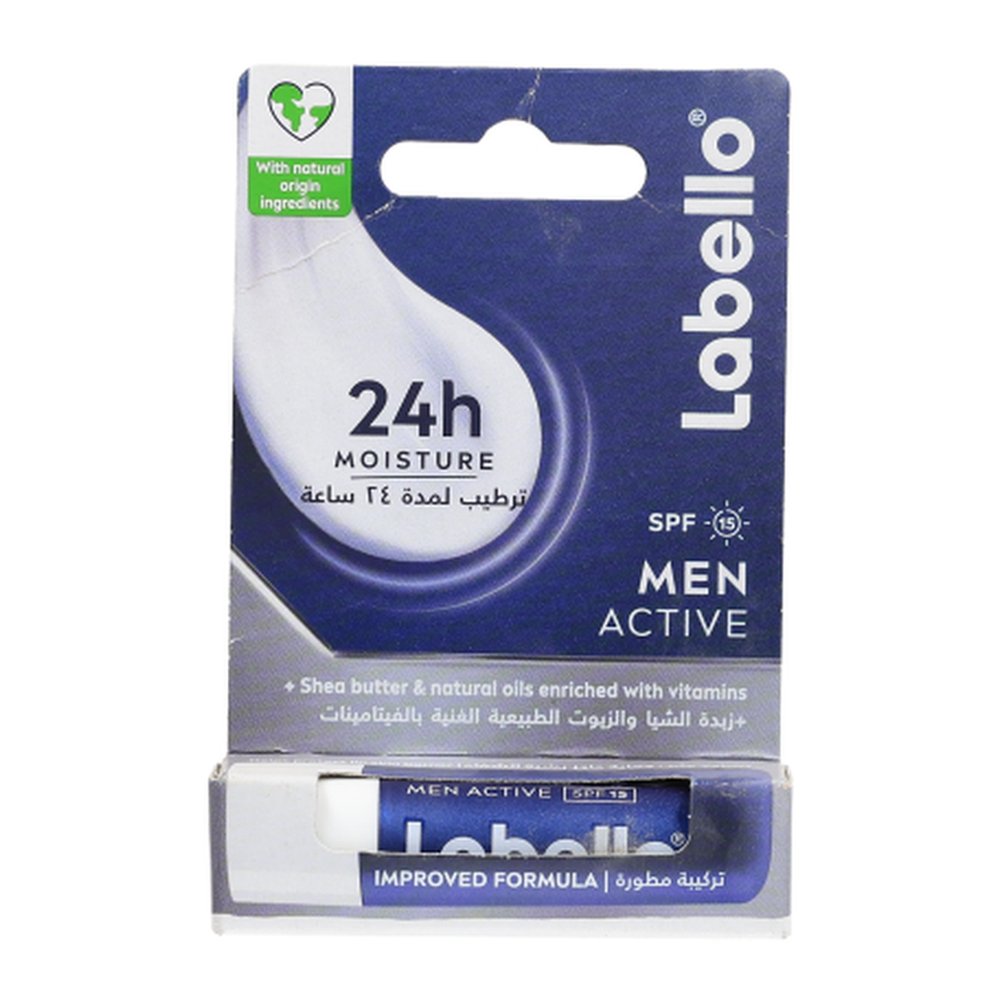 With natural
origin
ingredients
Labello®
24h
MOISTURE
ترطيب لمدة ٢٤ ساعة
SPF 15
MEN
ACTIVE
+ Shea butter & natural oils enriched with vitamins
+زبدة الشيا والزيوت الطبيعية الغنية بالفيتامينات
MEN ACTIVE SPF 15
Labello®
IMPROVED FORMULA | تركيبة مطورة